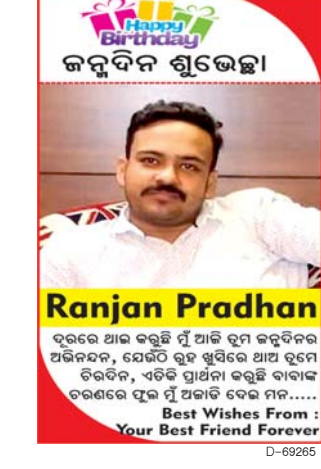 Happy
Birthday
ଜନ୍ମଦିନ ଶୁଭେଚ୍ଛା
Ranjan Pradhan
ଦୂରରେ ଥାଇ କରୁଛି ମୁଁ ଆଜି ତୁମ ଜନ୍ମଦିନର
ଅଭିନନ୍ଦନ, ଯେଉଁଠି ରୁହ ଖୁସିରେ ଥାଅ ତୁମେ
ଚିରଦିନ, ଏତିକି ପ୍ରାର୍ଥନା କରୁଛି ବାବାଙ୍କ
ଚରଣରେ ଫୁଲ ମୁଁ ଅଜାଡି ଦେଇ ମନ.....
Best Wishes From :
Your Best Friend Forever
D-69265